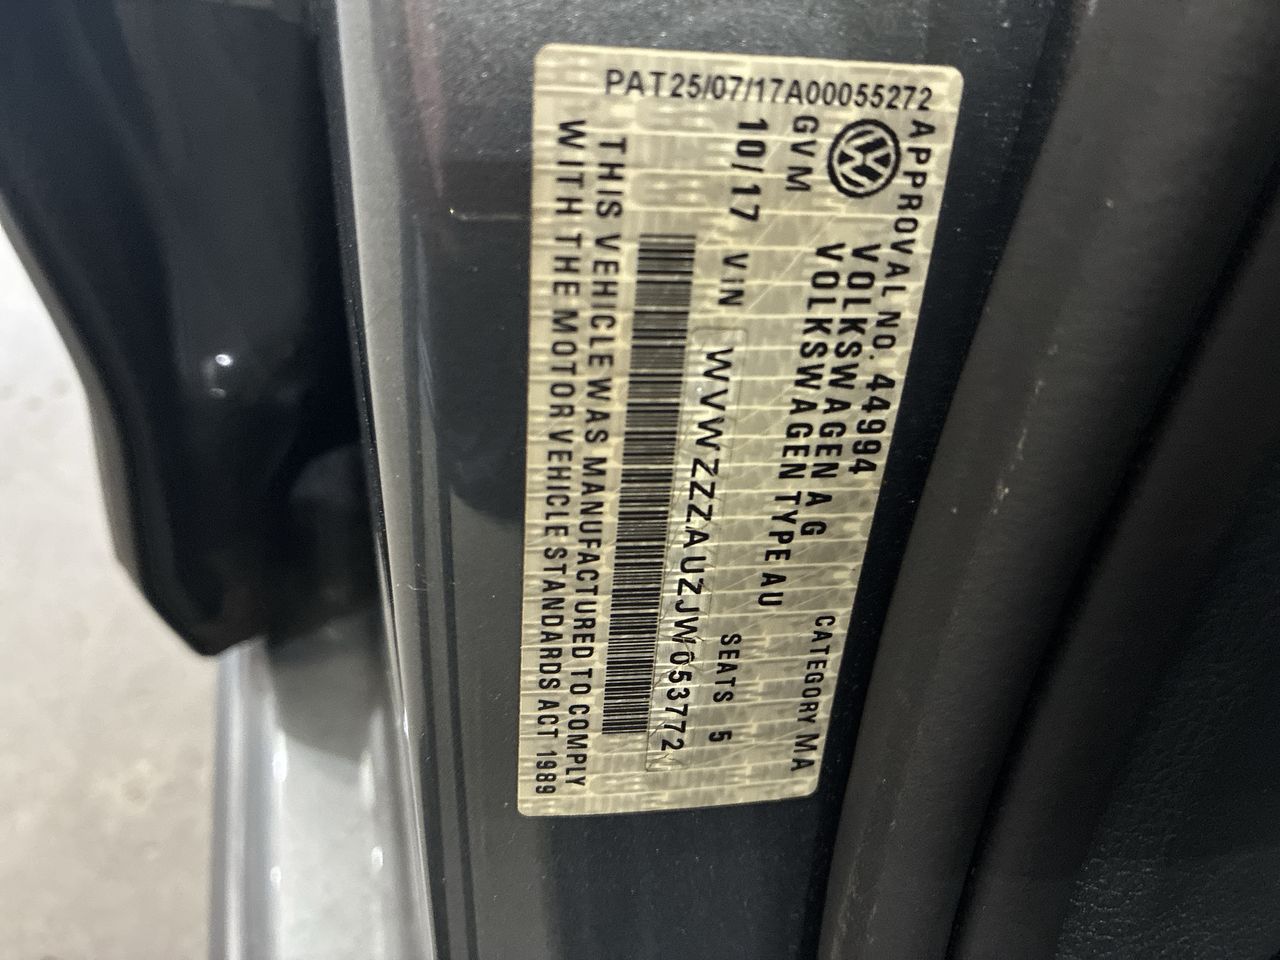 PAT25/07/17A00055272
APPROVAL NO. 44994
VOLKSWAGEN AG
VOLKSWAGEN TYPE AU CATEGORY MA
GVM SEATS 5
10/17 VIN WVWZZZAUZJW053772
THIS VEHICLE WAS MANUFACTURED TO COMPLY
WITH THE MOTOR VEHICLE STANDARDS ACT 1989